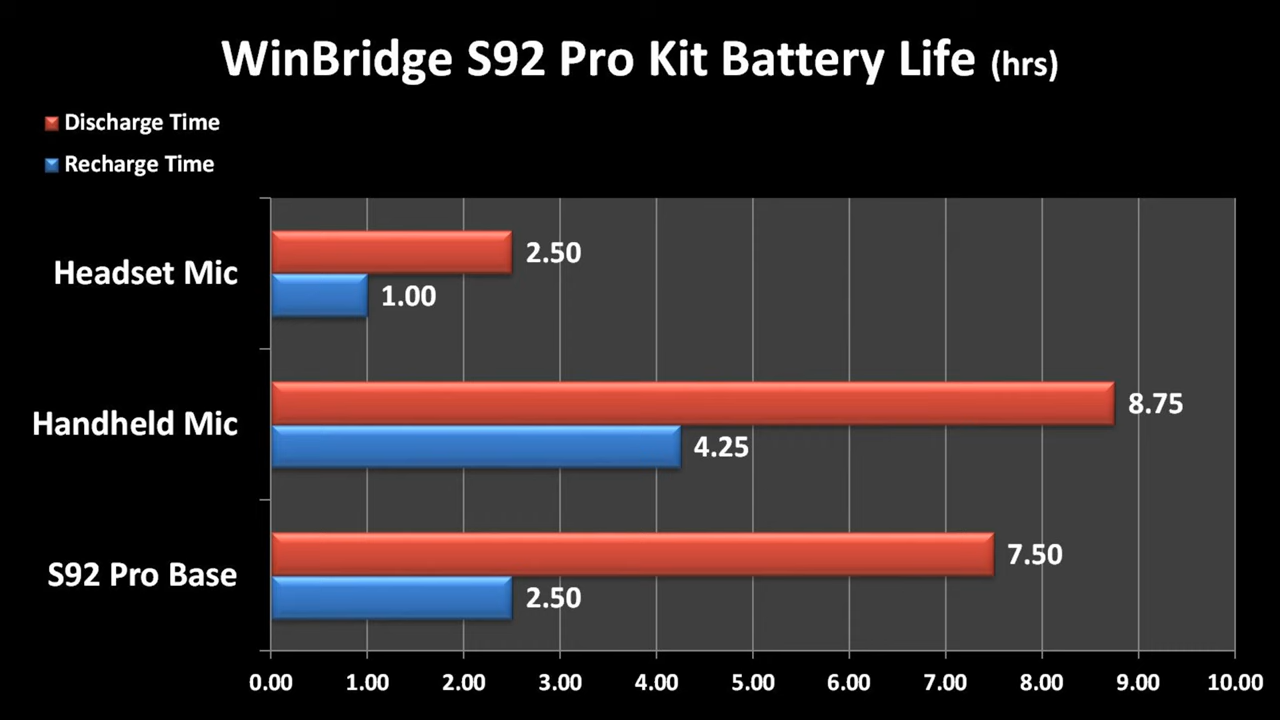 WinBridge S92 Pro Kit Battery Life (hrs)
Discharge Time
Recharge Time
Headset Mic
2.50
1.00
Handheld Mic
8.75
4.25
S92 Pro Base
7.50
2.50
0.00 1.00 2.00 3.00 4.00 5.00 6.00 7.00 8.00 9.00 10.00